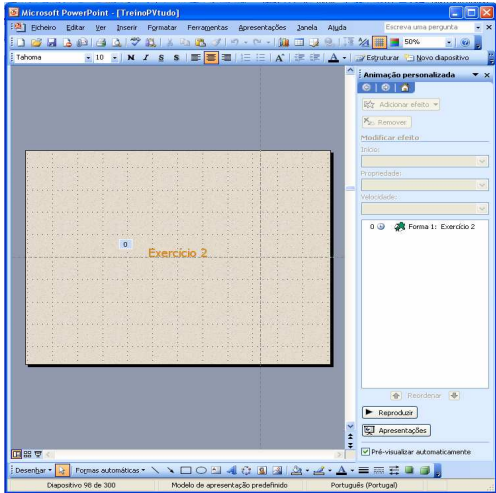 Microsoft PowerPoint - [TreinoPVtudo]
Ficheiro Editar Ver Inserir Formatar Ferramentas Apresentações Janela Ajuda Escreva uma pergunta
50%
Tahoma 10 N I S S A Estruturar Novo diapositivo
Animação personalizada
Adicionar efeito
Remover
Modificar efeito
Início:
Propriedade:
Velocidade:
0 Forma 1: Exercício 2
0
Exercício 2
Reordenar
Reproduzir
Apresentações
Pré-visualizar automaticamente
Desenhar Formas automáticas
Diapositivo 98 de 300 Modelo de apresentação predefinido Português (Portugal)